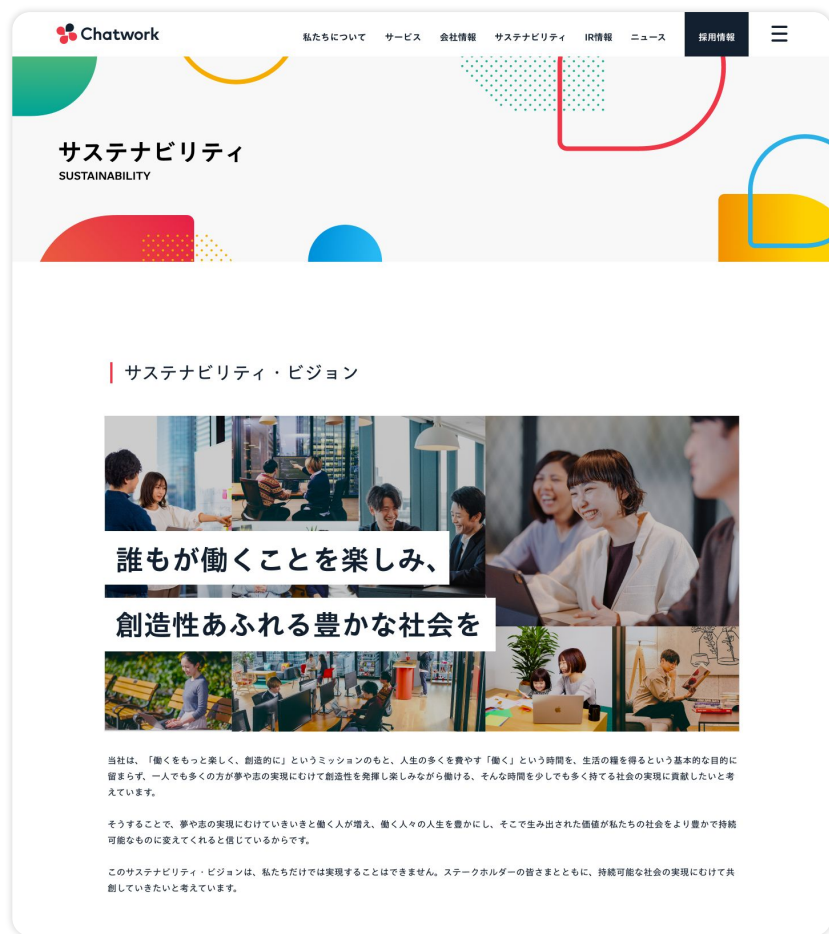 Chatwork
私たちについて サービス 会社情報 サステナビリティ IR情報 ニュース 採用情報
サステナビリティ
SUSTAINABILITY
サステナビリティ・ビジョン
誰もが働くことを楽しみ、
創造性あふれる豊かな社会を
当社は、「働くをもっと楽しく、創造的に」というミッションのもと、人生の多くを費やす「働く」という時間を、生活の糧を得るという基本的な目的に
留まらず、一人でも多くの方が夢や志の実現にむけて創造性を発揮し楽しみながら働ける、そんな時間を少しでも多く持てる社会の実現に貢献したいと考
えています。
そうすることで、夢や志の実現にむけていきいきと働く人が増え、働く人々の人生を豊かにし、そこで生み出された価値が私たちの社会をより豊かで持続
可能なものに変えてくれると信じているからです。
このサステナビリティ・ビジョンは、私たちだけでは実現することはできません。ステークホルダーの皆さまとともに、持続可能な社会の実現にむけて共
創していきたいと考えています。